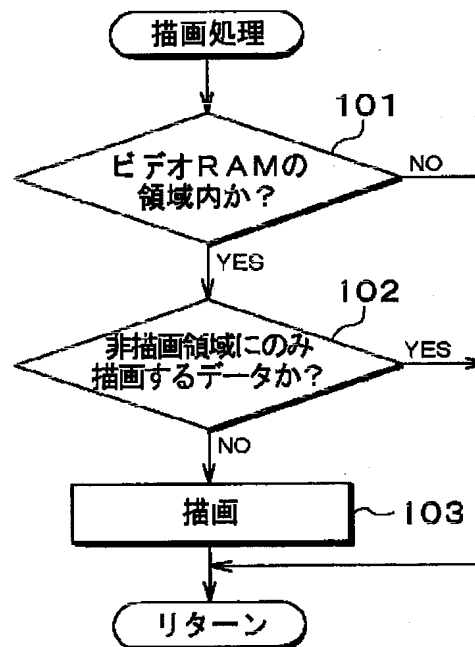 描画処理
101
ビデオRAMの
領域内か？
NO
YES
102
非描画領域にのみ
描画するデータか？
YES
NO
描画
103
リターン